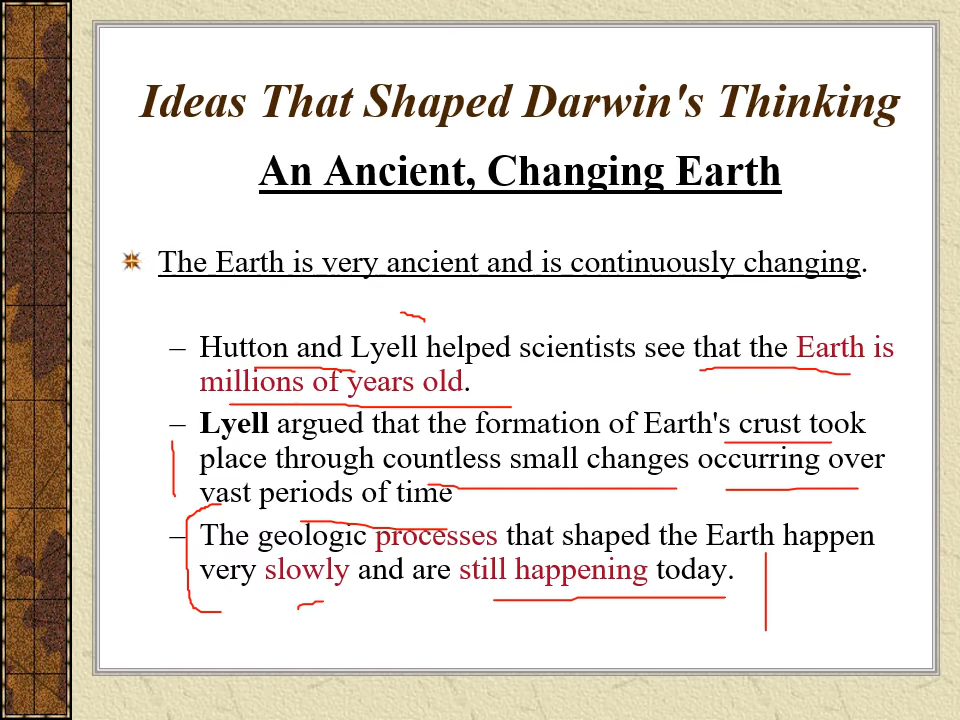 Ideas That Shaped Darwin's Thinking
An Ancient, Changing Earth
The Earth is very ancient and is continuously changing.
– Hutton and Lyell helped scientists see that the Earth is
millions of years old.
– Lyell argued that the formation of Earth's crust took
place through countless small changes occurring over
vast periods of time
– The geologic processes that shaped the Earth happen
very slowly and are still happening today.